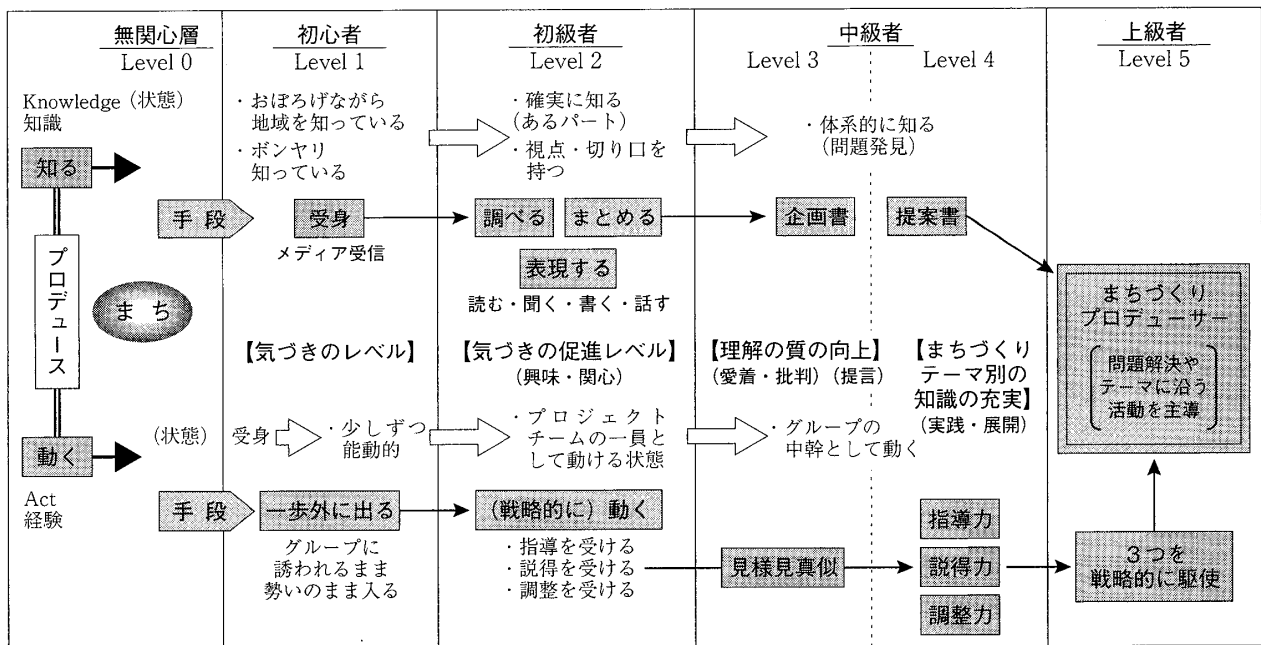 無関心層
Level 0
初心者
Level 1
初級者
Level 2
中級者
Level 3
Level 4
上級者
Level 5
Knowledge（状態）
知識
知る
・おぼろげながら
地域を知っている
・ボンヤリ
知っている
・確実に知る
（あるパート）
・視点・切り口を
持つ
・体系的に知る
（問題発見）
手段
受身
メディア受信
調べる
まとめる
表現する
読む・聞く・書く・話す
企画書
提案書
プロデュース
まち
まちづくり
プロデューサー
問題解決や
テーマに沿う
活動を主導
【気づきのレベル】
【気づきの促進レベル】
（興味・関心）
【理解の質の向上】
（愛着・批判）（提言）
【まちづくり
テーマ別の
知識の充実】
（実践・展開）
動く
Act
経験
（状態）
受身
・少しずつ
能動的
・プロジェクト
チームの一員と
して動ける状態
・グループの
中幹として動く
手段
一歩外に出る
グループに
誘われるまま
勢いのまま入る
（戦略的に）動く
・指導を受ける
・説得を受ける
・調整を受ける
見様見真似
指導力
説得力
調整力
3つを
戦略的に駆使